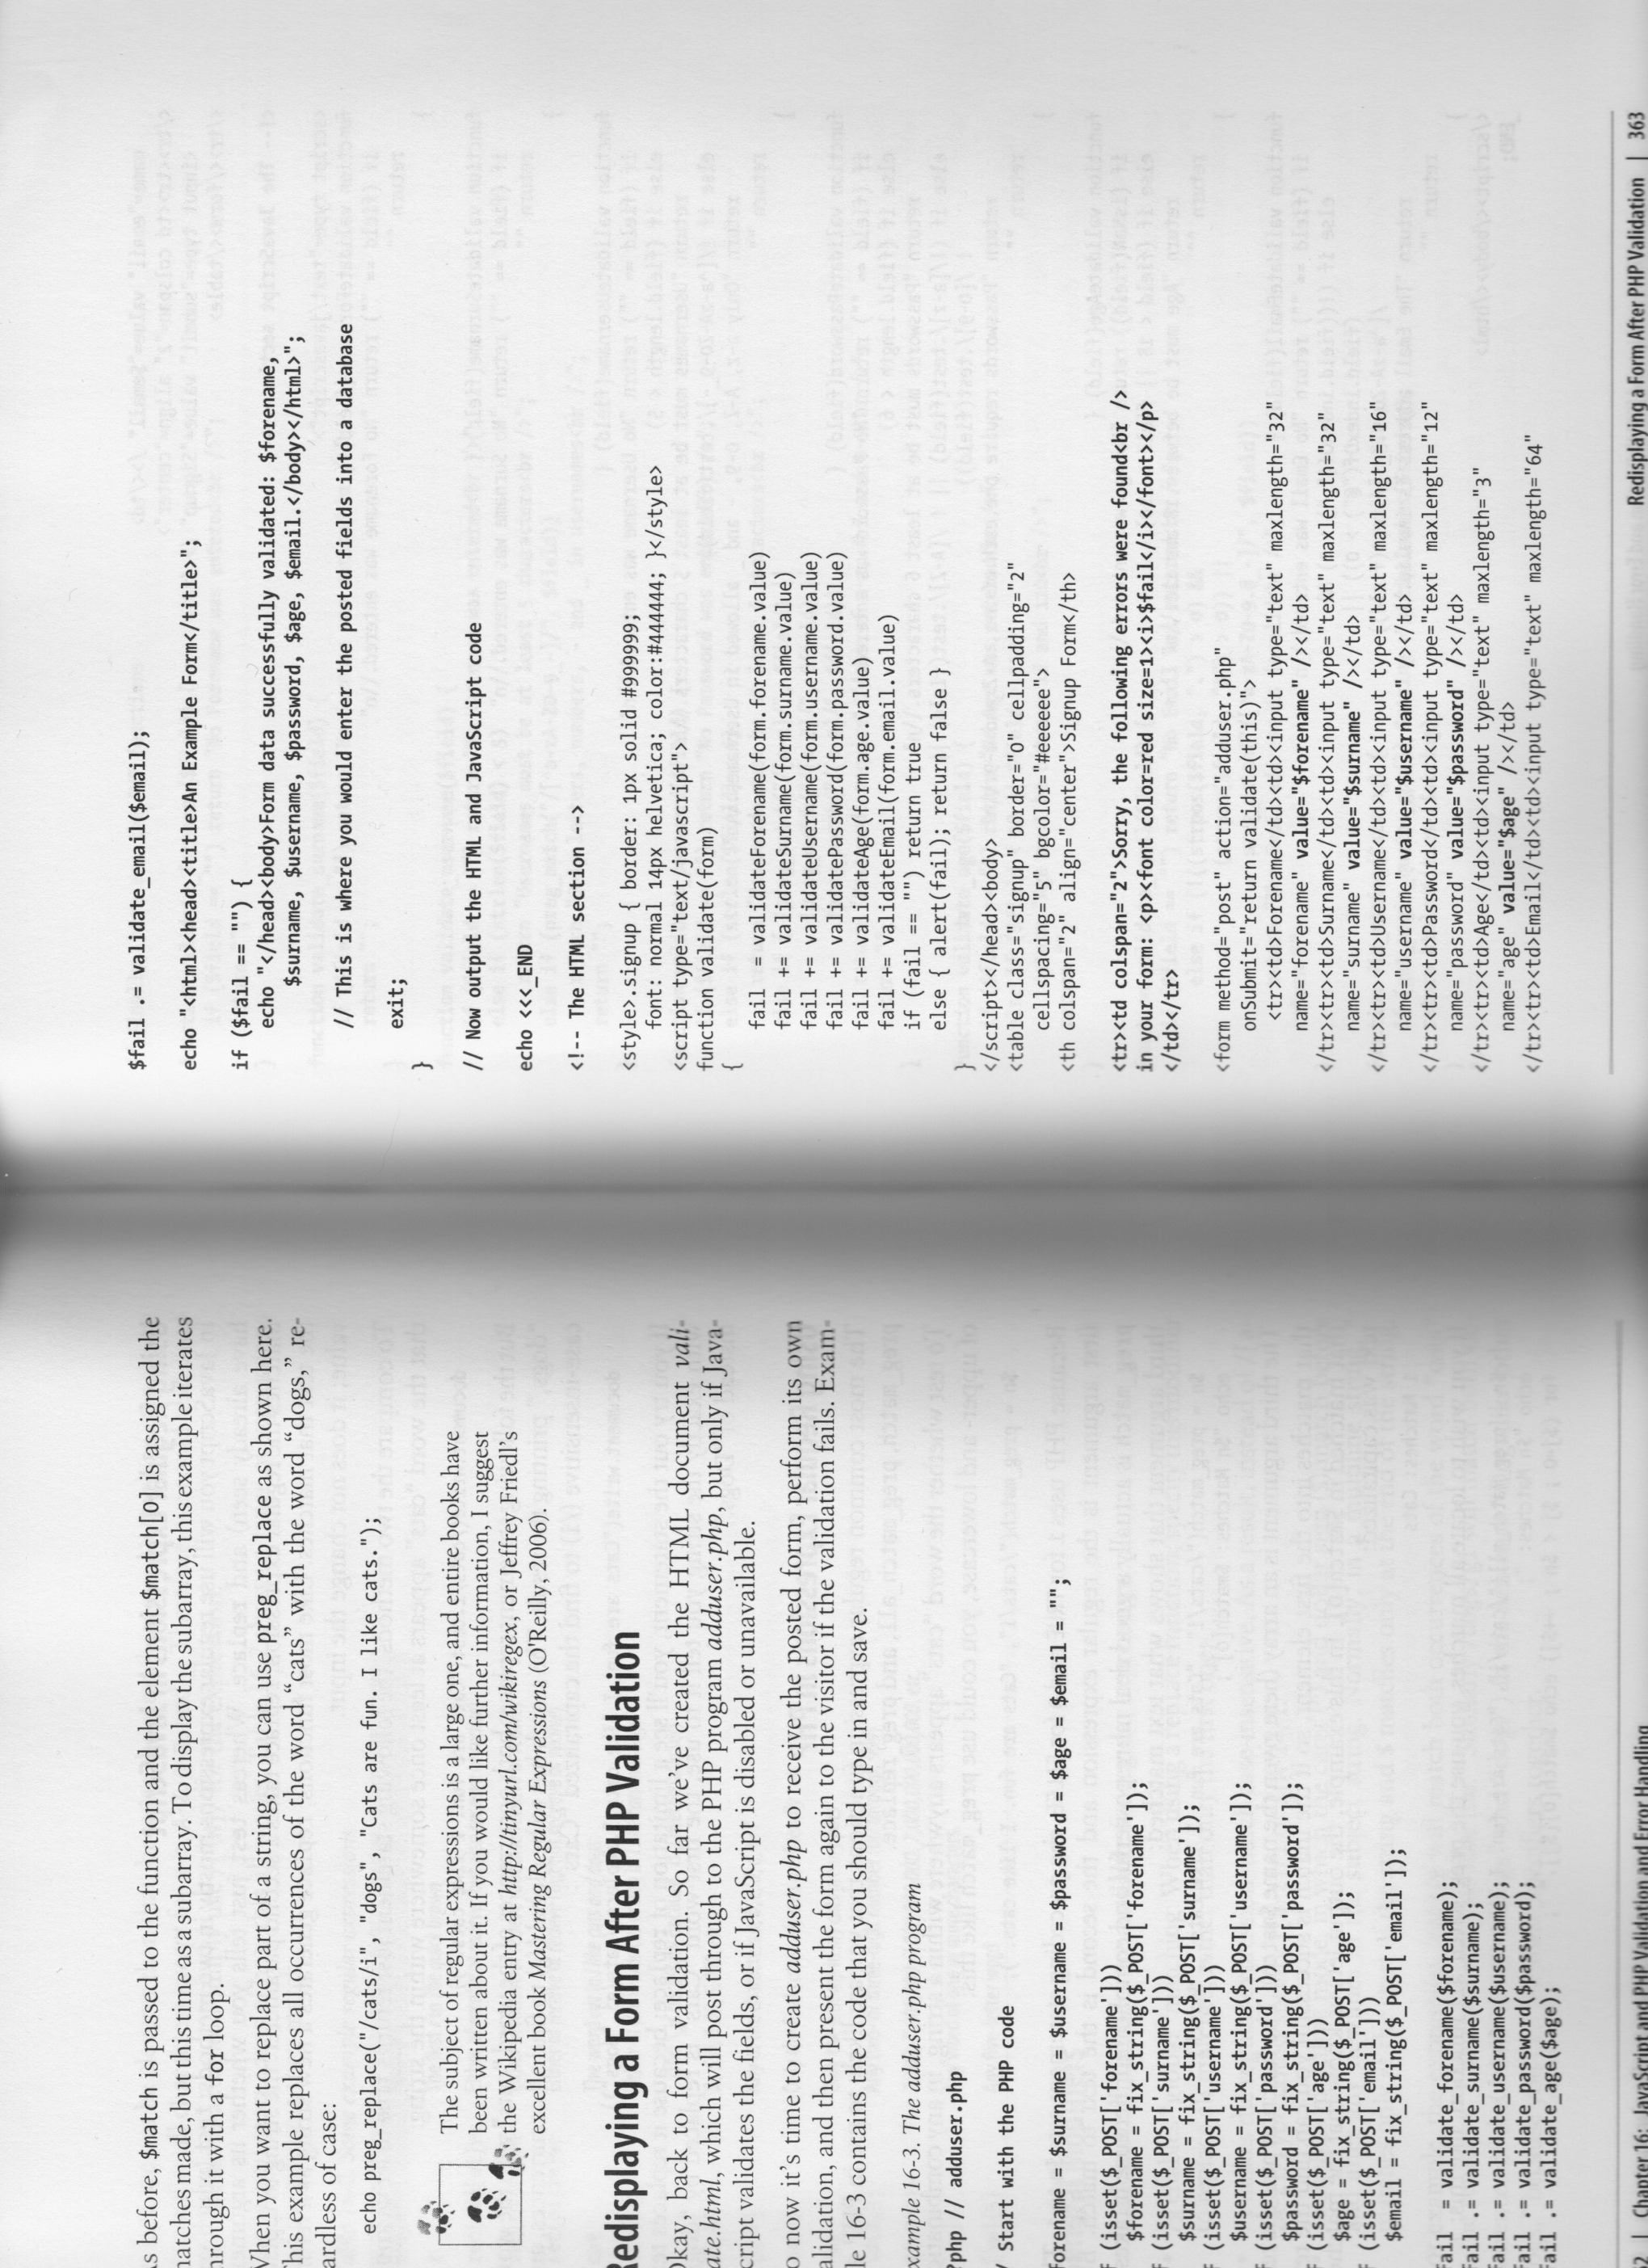 s before, $match is passed to the function and the element $match[0] is assigned the
natches made, but this time as a subarray. To display the subarray, this example iterates
hrough it with a for loop.
When you want to replace part of a string, you can use preg_replace as shown here.
This example replaces all occurrences of the word “cats” with the word “dogs,” re-
ardless of case:
echo preg_replace("/cats/i", "dogs", "Cats are fun. I like cats.");
The subject of regular expressions is a large one, and entire books have
been written about it. If you would like further information, I suggest
the Wikipedia entry at http://tinyurl.com/wikiregex, or Jeffrey Friedl’s
excellent book Mastering Regular Expressions (O’Reilly, 2006).
Redisplaying a Form After PHP Validation
Okay, back to form validation. So far we’ve created the HTML document vali-
ate.html, which will post through to the PHP program adduser.php, but only if Java-
cript validates the fields, or if JavaScript is disabled or unavailable.
o now it’s time to create adduser.php to receive the posted form, perform its own
alidation, and then present the form again to the visitor if the validation fails. Exam-
le 16-3 contains the code that you should type in and save.
xample 16-3. The adduser.php program
?php // adduser.php
/ Start with the PHP code
forename = $surname = $username = $password = $age = $email = "";
f (isset($_POST['forename']))
$forename = fix_string($_POST['forename']);
f (isset($_POST['surname']))
$surname = fix_string($_POST['surname']);
f (isset($_POST['username']))
$username = fix_string($_POST['username']);
f (isset($_POST['password']))
$password = fix_string($_POST['password']);
f (isset($_POST['age']))
$age = fix_string($_POST['age']);
f (isset($_POST['email']))
$email = fix_string($_POST['email']);
fail = validate_forename($forename);
fail .= validate_surname($surname);
fail .= validate_username($username);
fail .= validate_password($password);
fail .= validate_age($age);
| Chapter 16: JavaScript and PHP Validation and Error Handling
$fail .= validate_email($email);
echo "<html><head><title>An Example Form</title>";
if ($fail == "") {
echo "</head><body>Form data successfully validated: $forename,
$surname, $username, $password, $age, $email.</body></html>";
// This is where you would enter the posted fields into a database
exit;
}
// Now output the HTML and JavaScript code
echo <<<_END
<!-- The HTML section -->
<style>.signup { border: 1px solid #999999;
font: normal 14px helvetica; color:#444444; }</style>
<script type="text/javascript">
function validate(form)
{
fail = validateForename(form.forename.value)
fail += validateSurname(form.surname.value)
fail += validateUsername(form.username.value)
fail += validatePassword(form.password.value)
fail += validateAge(form.age.value)
fail += validateEmail(form.email.value)
if (fail == "") return true
else { alert(fail); return false }
}
</script></head><body>
<table class="signup" border="0" cellpadding="2"
cellspacing="5" bgcolor="#eeeeee">
<th colspan="2" align="center">Signup Form</th>
<tr><td colspan="2">Sorry, the following errors were found<br />
in your form: <p><font color=red size=1><i>$fail</i></font></p>
</td></tr>
<form method="post" action="adduser.php"
onSubmit="return validate(this)">
<tr><td>Forename</td><td><input type="text" maxlength="32"
name="forename" value="$forename" /></td>
</tr><tr><td>Surname</td><td><input type="text" maxlength="32"
name="surname" value="$surname" /></td>
</tr><tr><td>Username</td><td><input type="text" maxlength="16"
name="username" value="$username" /></td>
</tr><tr><td>Password</td><td><input type="text" maxlength="12"
name="password" value="$password" /></td>
</tr><tr><td>Age</td><td><input type="text" maxlength="3"
name="age" value="$age" /></td>
</tr><tr><td>Email</td><td><input type="text" maxlength="64"
Redisplaying a Form After PHP Validation | 363